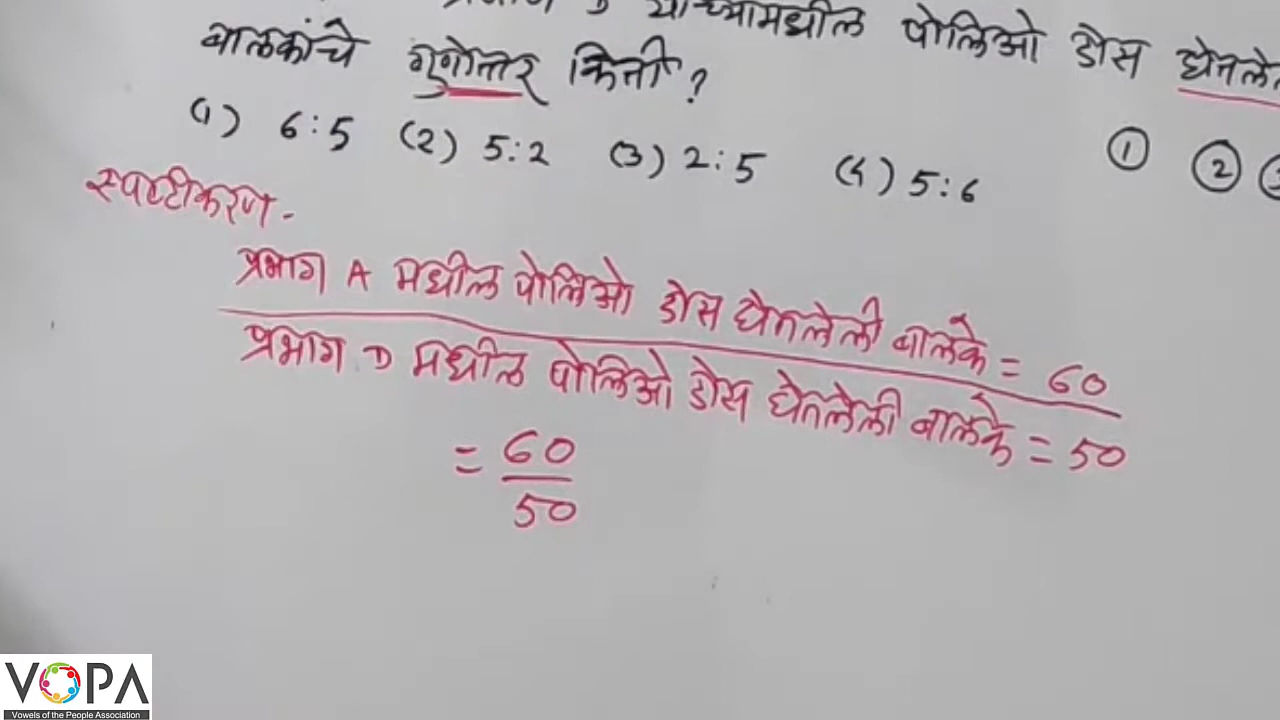 D यांच्यामधील पोलिओ डोस घेतले
बालकांचे गुणोत्तर किती?
(1) 6:5 (2) 5:2 (3) 2:5 (4) 5:6
① ②
स्पष्टीकरण -
प्रभाग A मधील पोलिओ डोस घेतलेली बालके = 60
प्रभाग D मधील पोलिओ डोस घेतलेली बालके = 50
= 60
50
VOPA
Vowels of the People Association